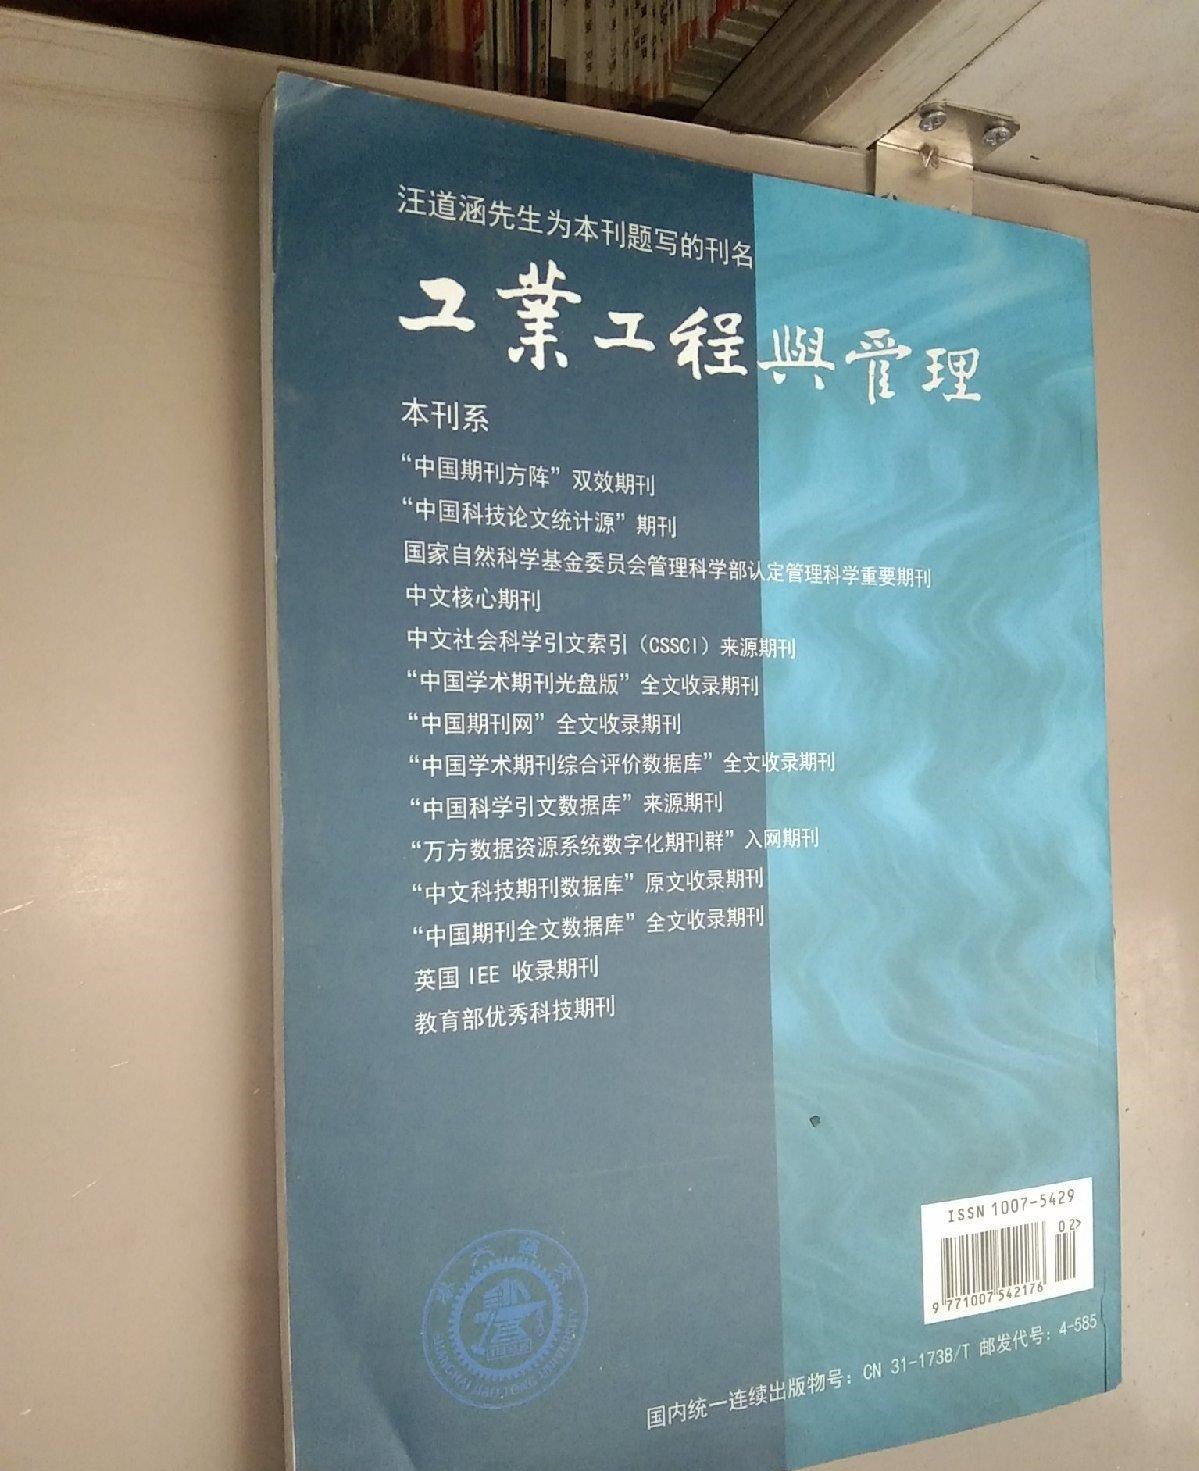 汪道涵先生为本刊题写的刊名
工業工程與管理
本刊系
“中国期刊方阵”双效期刊
“中国科技论文统计源”期刊
国家自然科学基金委员会管理科学部认定管理科学重要期刊
中文核心期刊
中文社会科学引文索引（CSSCI）来源期刊
“中国学术期刊光盘版”全文收录期刊
“中国期刊网”全文收录期刊
“中国学术期刊综合评价数据库”全文收录期刊
“中国科学引文数据库”来源期刊
“万方数据资源系统数字化期刊群”入网期刊
“中文科技期刊数据库”原文收录期刊
“中国期刊全文数据库”全文收录期刊
英国 IEE 收录期刊
教育部优秀科技期刊
ISSN 1007-5429
02>
9 771007 542176
SHANGHAI JIAO TONG UNIVERSITY
国内统一连续出版物号：CN 31-1738/T 邮发代号：4-585